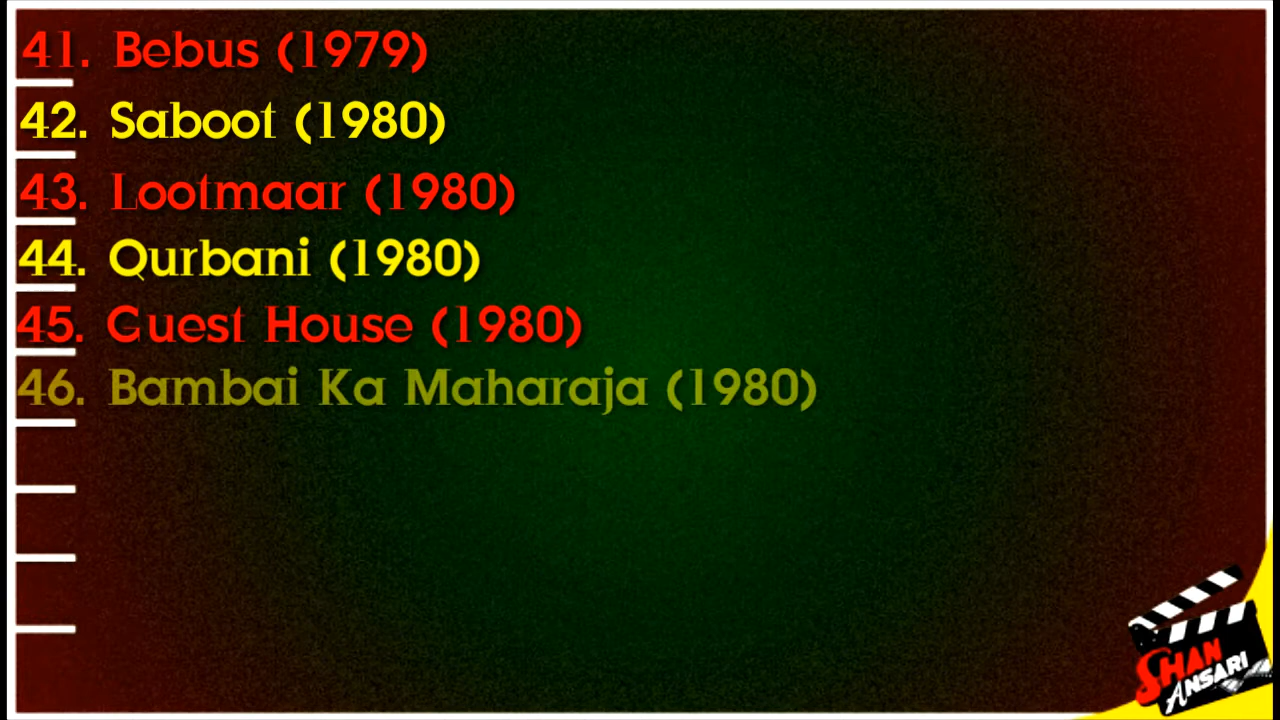 41. Bebus (1979)
42. Saboot (1980)
43. Lootmaar (1980)
44. Qurbani (1980)
45. Guest House (1980)
46. Bambai Ka Maharaja (1980)
SHAN
ANSARI